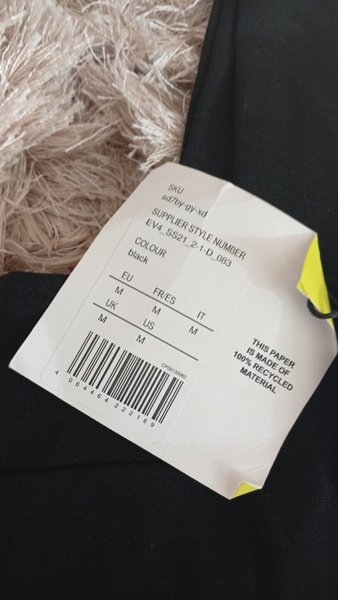 SKU
sd7by-gy-xd
SUPPLIER STYLE NUMBER
EV4_SS21_2-1-D_083
COLOUR
black
EU FR/ES IT
M M M
UK US
M M
4 064464 222169
THIS PAPER
IS MADE OF
100% RECYCLED
MATERIAL